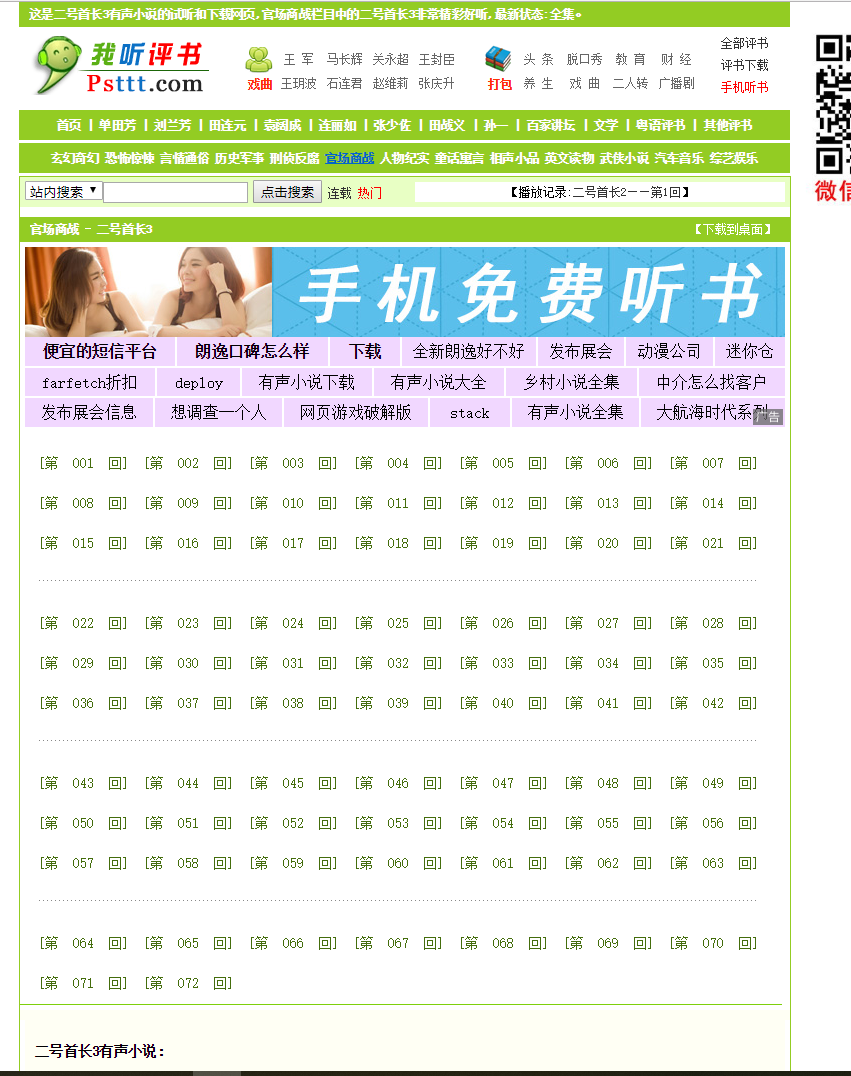 这是二号首长3有声小说的试听和下载网页,官场商战栏目中的二号首长3非常精彩好听,最新状态:全集。
我听评书
Psttt.com
戏曲
王 军 马长辉 关永超 王封臣
王玥波 石连君 赵维莉 张庆升
打包
头 条 脱口秀 教 育 财 经
养 生 戏 曲 二人转 广播剧
全部评书
评书下载
手机听书
微信
首页 | 单田芳 | 刘兰芳 | 田连元 | 袁阔成 | 连丽如 | 张少佐 | 田战义 | 孙一 | 百家讲坛 | 文学 | 粤语评书 | 其他评书
玄幻奇幻 恐怖惊悚 言情通俗 历史军事 刑侦反腐 官场商战 人物纪实 童话寓言 相声小品 英文读物 武侠小说 汽车音乐 综艺娱乐
站内搜索 点击搜索 连载 热门 【播放记录:二号首长2——第1回】
官场商战 - 二号首长3 【下载到桌面】
手机免费听书
便宜的短信平台 朗逸口碑怎么样 下载 全新朗逸好不好 发布展会 动漫公司 迷你仓
farfetch折扣 deploy 有声小说下载 有声小说大全 乡村小说全集 中介怎么找客户
发布展会信息 想调查一个人 网页游戏破解版 stack 有声小说全集 大航海时代系列
广告
[第 001 回] [第 002 回] [第 003 回] [第 004 回] [第 005 回] [第 006 回] [第 007 回]
[第 008 回] [第 009 回] [第 010 回] [第 011 回] [第 012 回] [第 013 回] [第 014 回]
[第 015 回] [第 016 回] [第 017 回] [第 018 回] [第 019 回] [第 020 回] [第 021 回]
[第 022 回] [第 023 回] [第 024 回] [第 025 回] [第 026 回] [第 027 回] [第 028 回]
[第 029 回] [第 030 回] [第 031 回] [第 032 回] [第 033 回] [第 034 回] [第 035 回]
[第 036 回] [第 037 回] [第 038 回] [第 039 回] [第 040 回] [第 041 回] [第 042 回]
[第 043 回] [第 044 回] [第 045 回] [第 046 回] [第 047 回] [第 048 回] [第 049 回]
[第 050 回] [第 051 回] [第 052 回] [第 053 回] [第 054 回] [第 055 回] [第 056 回]
[第 057 回] [第 058 回] [第 059 回] [第 060 回] [第 061 回] [第 062 回] [第 063 回]
[第 064 回] [第 065 回] [第 066 回] [第 067 回] [第 068 回] [第 069 回] [第 070 回]
[第 071 回] [第 072 回]
二号首长3有声小说：